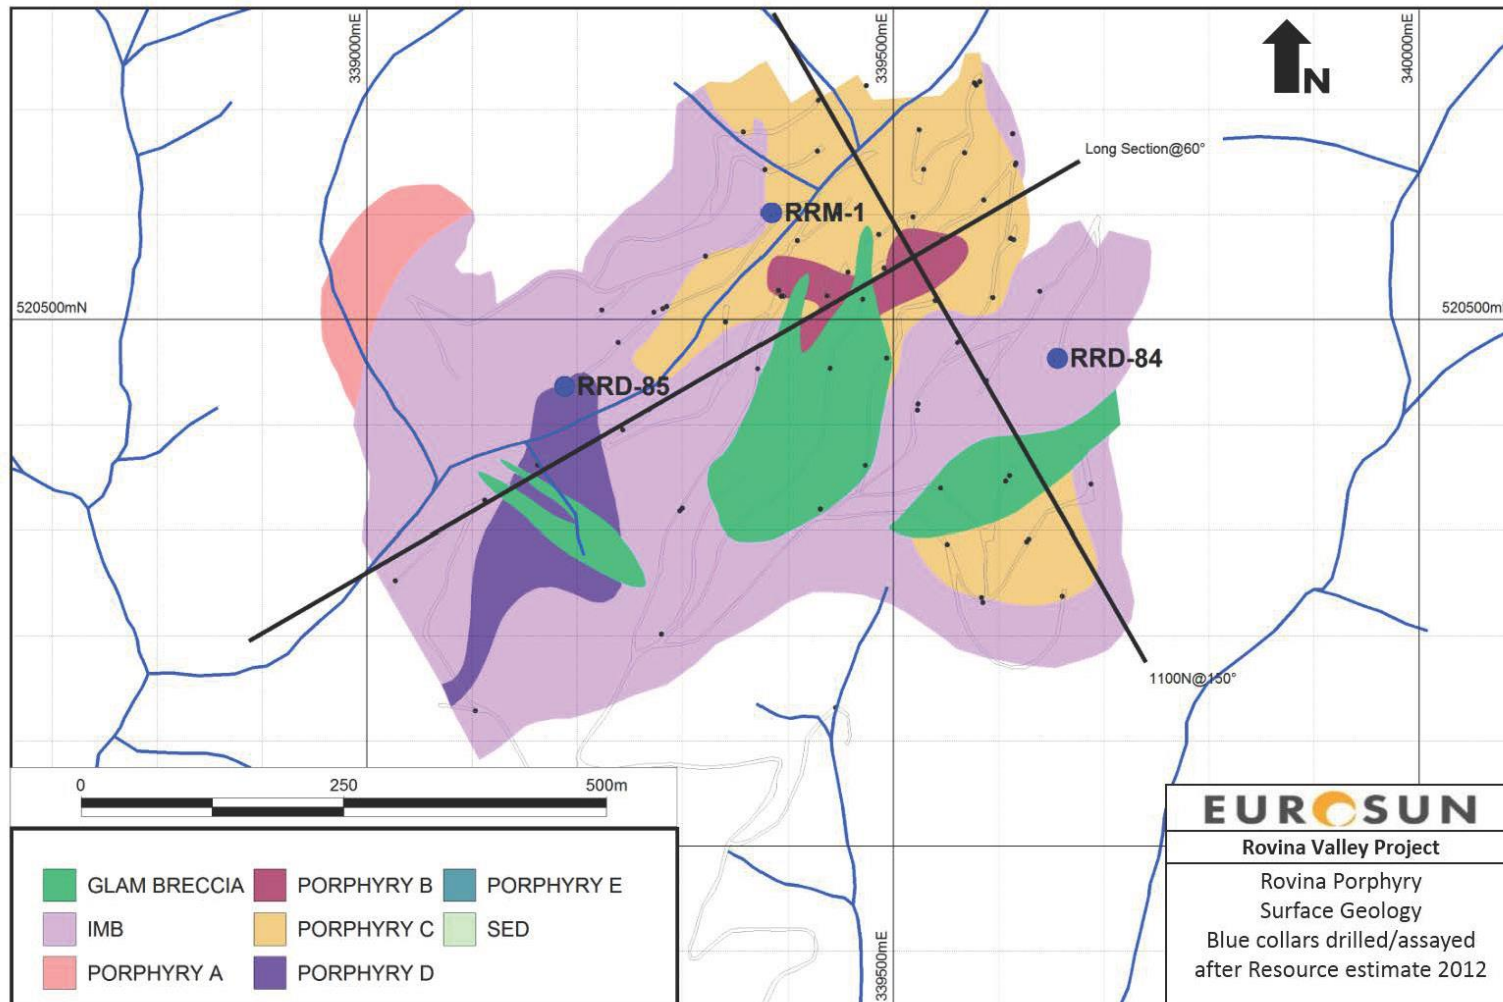 339000mE
339500mE
340000mE
N
Long Section@60°
RRM-1
520500mN
520500m
RRD-84
RRD-85
1100N@150°
0 250 500m
GLAM BRECCIA PORPHYRY B PORPHYRY E
IMB PORPHYRY C SED
PORPHYRY A PORPHYRY D
339500mE
EUROSUN
Rovina Valley Project
Rovina Porphyry
Surface Geology
Blue collars drilled/assayed
after Resource estimate 2012